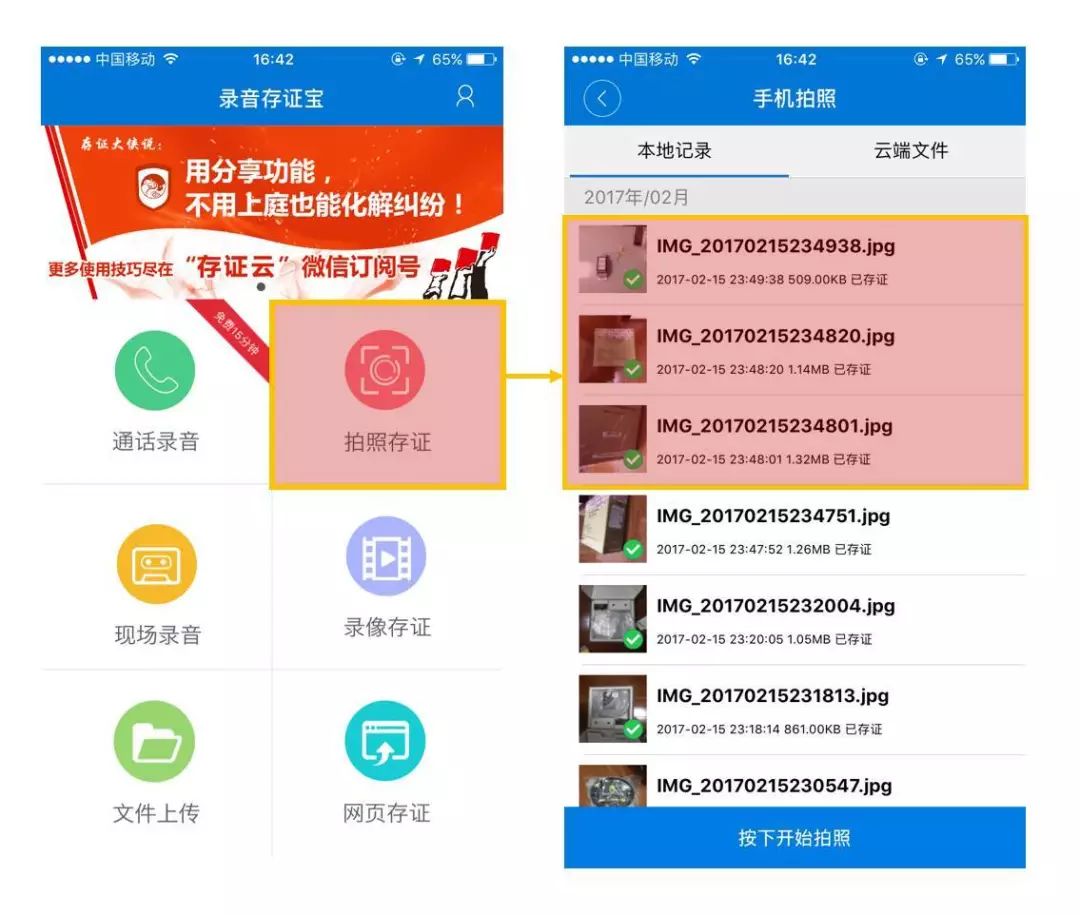 中国移动 16:42 65%
录音存证宝
存证大侠说：
用分享功能，
不用上庭也能化解纠纷！
更多使用技巧尽在“存证云”微信订阅号
免费15分钟
通话录音
拍照存证
现场录音
录像存证
文件上传
网页存证
中国移动 16:42 65%
手机拍照
本地记录 云端文件
2017年/02月
IMG_20170215234938.jpg
2017-02-15 23:49:38 509.00KB 已存证
IMG_20170215234820.jpg
2017-02-15 23:48:20 1.14MB 已存证
IMG_20170215234801.jpg
2017-02-15 23:48:01 1.32MB 已存证
IMG_20170215234751.jpg
2017-02-15 23:47:52 1.26MB 已存证
IMG_20170215232004.jpg
2017-02-15 23:20:05 1.05MB 已存证
IMG_20170215231813.jpg
2017-02-15 23:18:14 861.00KB 已存证
IMG_20170215230547.jpg
按下开始拍照